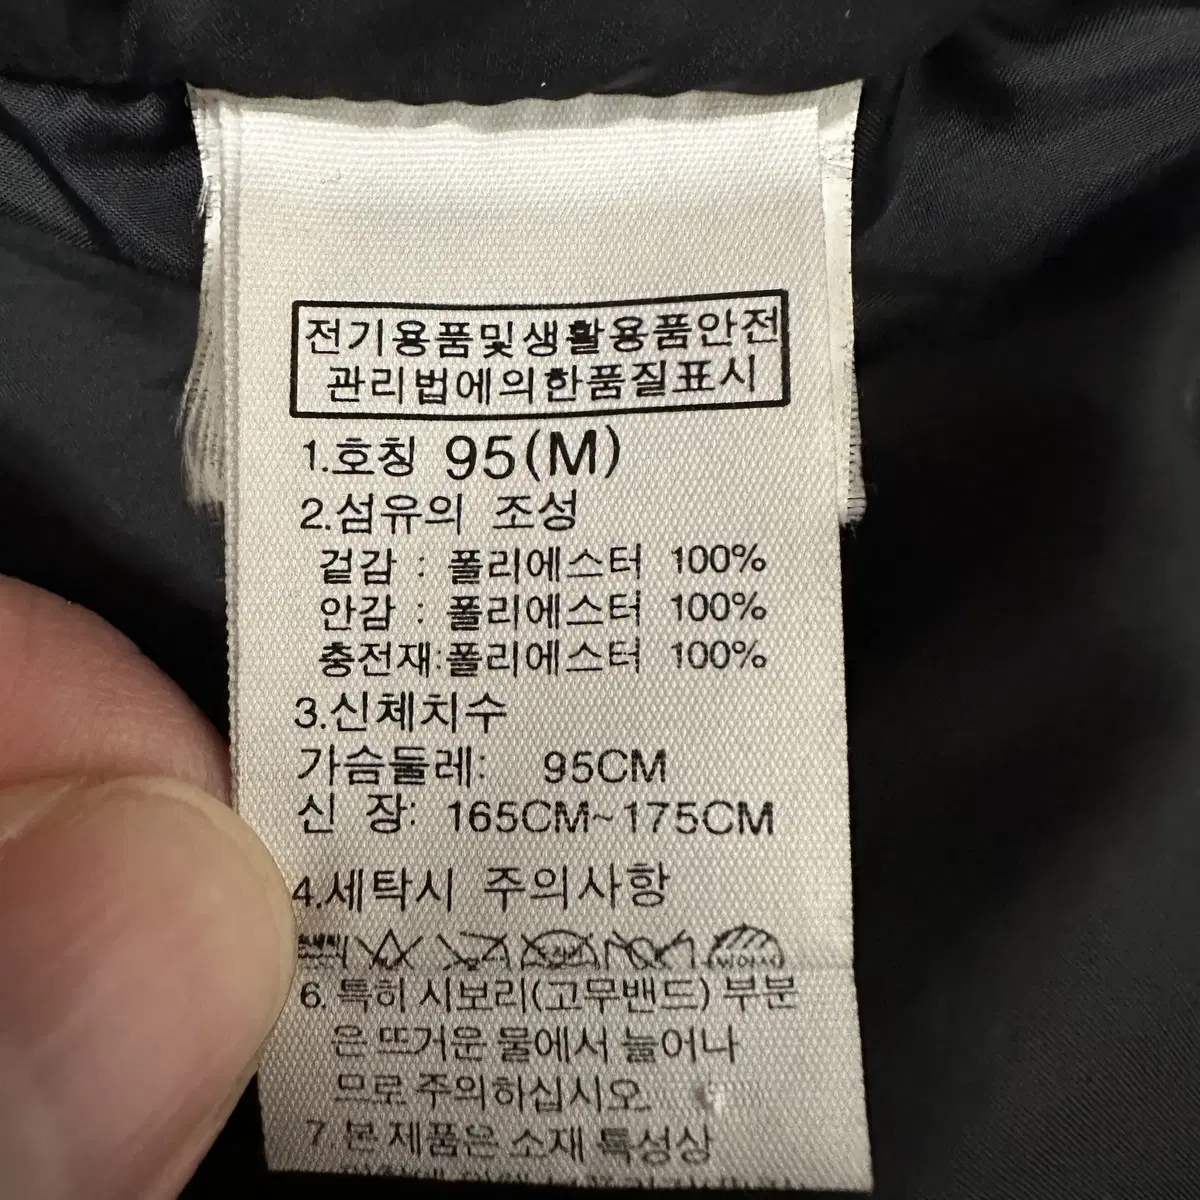 전기용품및생활용품안전
관리법에의한품질표시
1.호칭 95(M)
2.섬유의 조성
겉감 : 폴리에스터 100%
안감 : 폴리에스터 100%
충전재:폴리에스터 100%
3.신체치수
가슴둘레: 95CM
신 장: 165CM~175CM
4.세탁시 주의사항
6. 특히 시보리(고무밴드) 부분
은 뜨거운 물에서 늘어나
므로 주의하십시오.
7. 본 제품은 소재 특성상